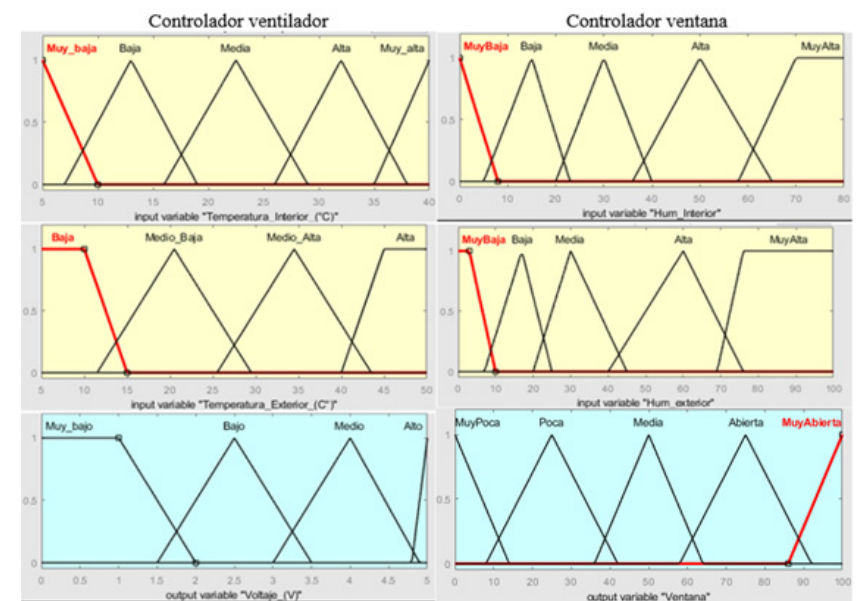 Controlador ventilador
Muy_baja Baja Media Alta Muy_alta
1
0.5
0
5 10 15 20 25 30 35 40
input variable "Temperatura_Interior_(°C)"
Baja Medio_Baja Medio_Alta Alta
1
0.5
0
5 10 15 20 25 30 35 40 45 50
input variable "Temperatura_Exterior_(C°)"
Muy_bajo Bajo Medio Alto
1
0.5
0
0 0.5 1 1.5 2 2.5 3 3.5 4 4.5 5
output variable "Voltaje_(V)"
Controlador ventana
MuyBaja Baja Media Alta MuyAlta
1
0.5
0
0 10 20 30 40 50 60 70 80
input variable "Hum_Interior"
MuyBaja Baja Media Alta MuyAlta
1
0.5
0
0 10 20 30 40 50 60 70 80 90 100
input variable "Hum_exterior"
MuyPoca Poca Media Abierta MuyAbierta
1
0.5
0
0 10 20 30 40 50 60 70 80 90 100
output variable "Ventana"